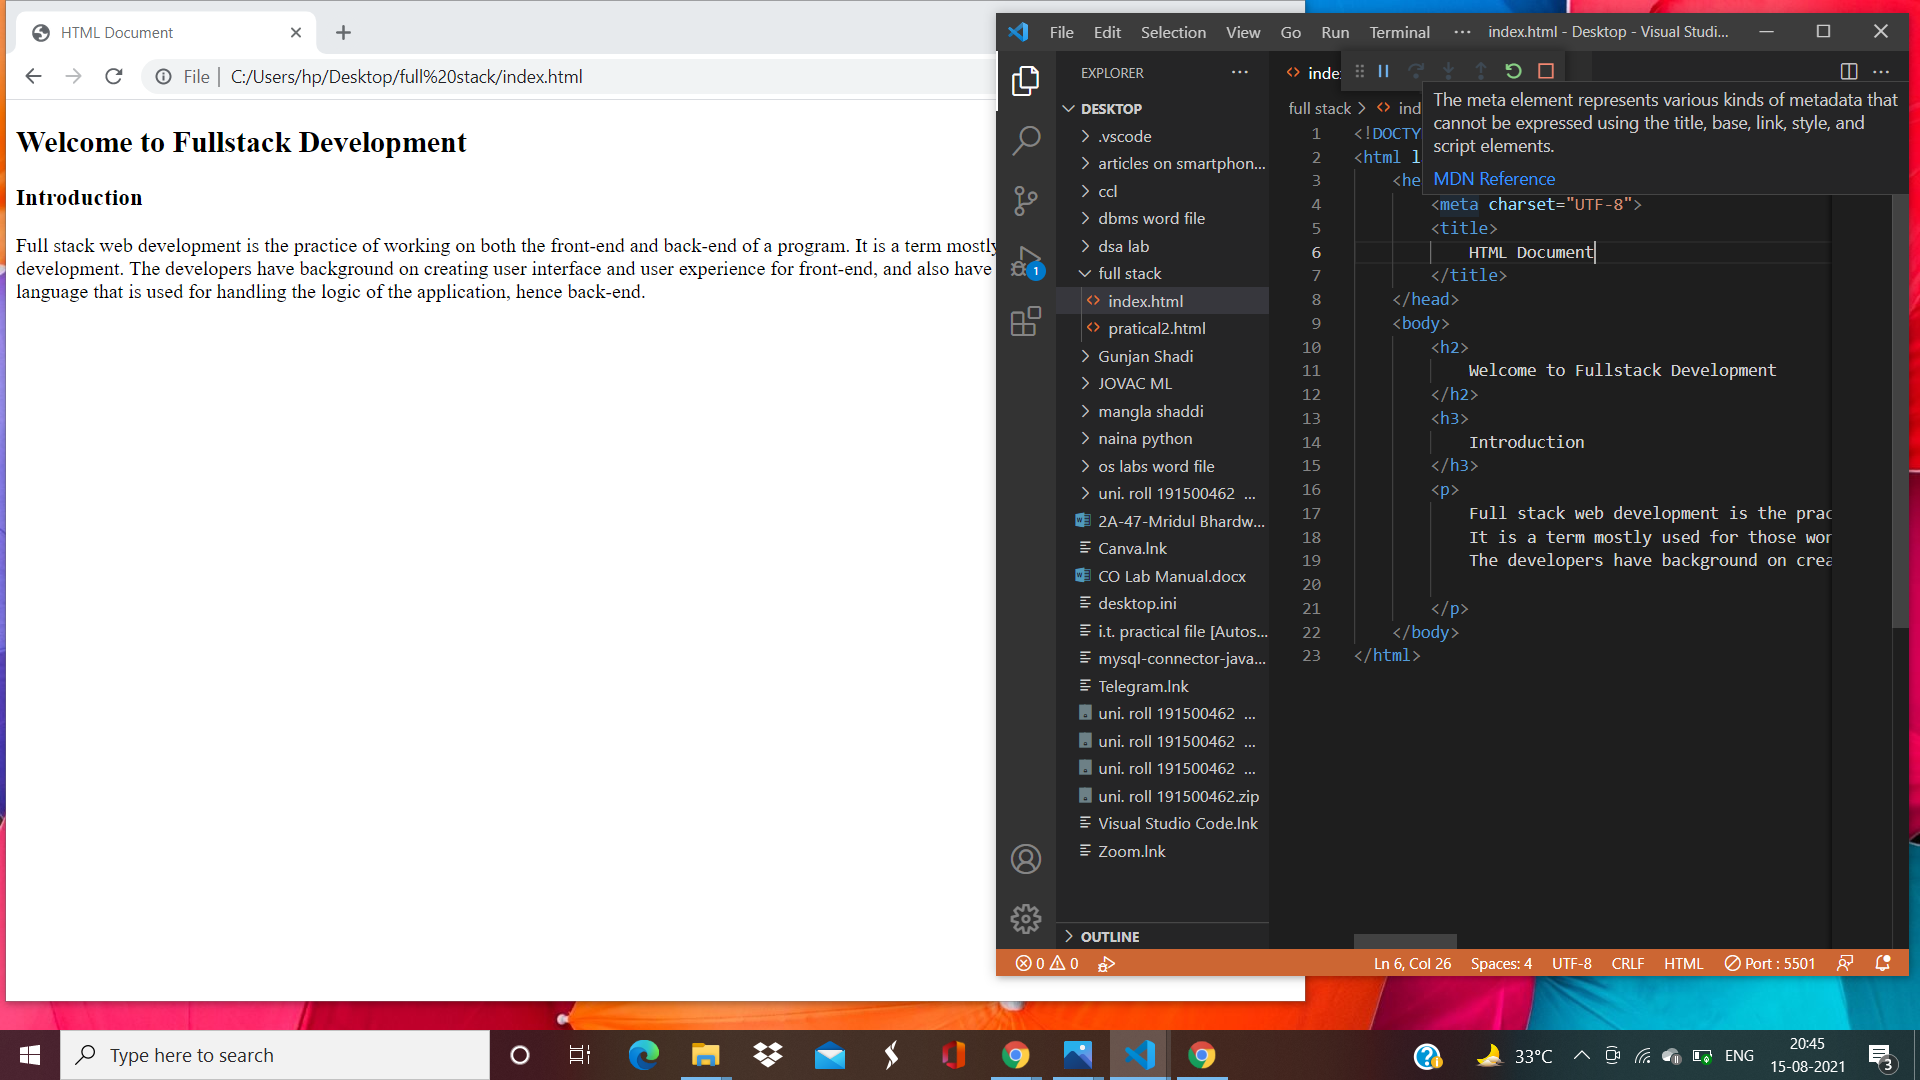 HTML Document
File
C:/Users/hp/Desktop/full%20stack/index.html
Welcome to Fullstack Development
Introduction
Full stack web development is the practice of working on both the front-end and back-end of a program. It is a term mostly
development. The developers have background on creating user interface and user experience for front-end, and also have
language that is used for handling the logic of the application, hence back-end.
File Edit Selection View Go Run Terminal ··· index.html - Desktop - Visual Studi...
EXPLORER
DESKTOP
.vscode
articles on smartphon...
ccl
dbms word file
dsa lab
full stack
index.html
pratical2.html
Gunjan Shadi
JOVAC ML
mangla shaddi
naina python
os labs word file
uni. roll 191500462 ...
2A-47-Mridul Bhardw...
Canva.lnk
CO Lab Manual.docx
desktop.ini
i.t. practical file [Autos...
mysql-connector-java...
Telegram.lnk
uni. roll 191500462 ...
uni. roll 191500462 ...
uni. roll 191500462 ...
uni. roll 191500462.zip
Visual Studio Code.lnk
Zoom.lnk
OUTLINE
1
inde
full stack > <> ind
The meta element represents various kinds of metadata that
cannot be expressed using the title, base, link, style, and
script elements.
MDN Reference
1 <!DOCTY
2 <html l
3 <he
4 <meta charset="UTF-8">
5 <title>
6 HTML Document
7 </title>
8 </head>
9 <body>
10 <h2>
11 Welcome to Fullstack Development
12 </h2>
13 <h3>
14 Introduction
15 </h3>
16 <p>
17 Full stack web development is the prac
18 It is a term mostly used for those wor
19 The developers have background on crea
20
21 </p>
22 </body>
23 </html>
0 0 Ln 6, Col 26 Spaces: 4 UTF-8 CRLF HTML Port : 5501
Type here to search
33°C ENG
20:45
15-08-2021
3